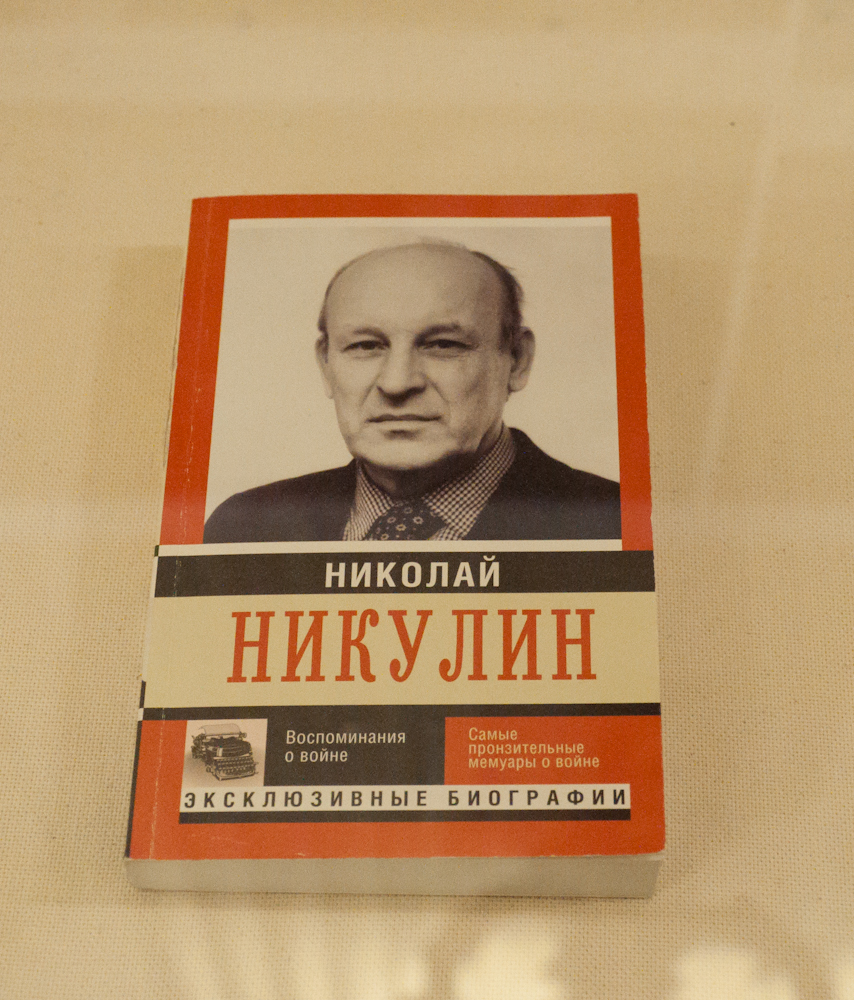 НИКОЛАЙ
НИКУЛИН
Воспоминания
о войне
Самые
пронзительные
мемуары о войне
ЭКСКЛЮЗИВНЫЕ БИОГРАФИИ